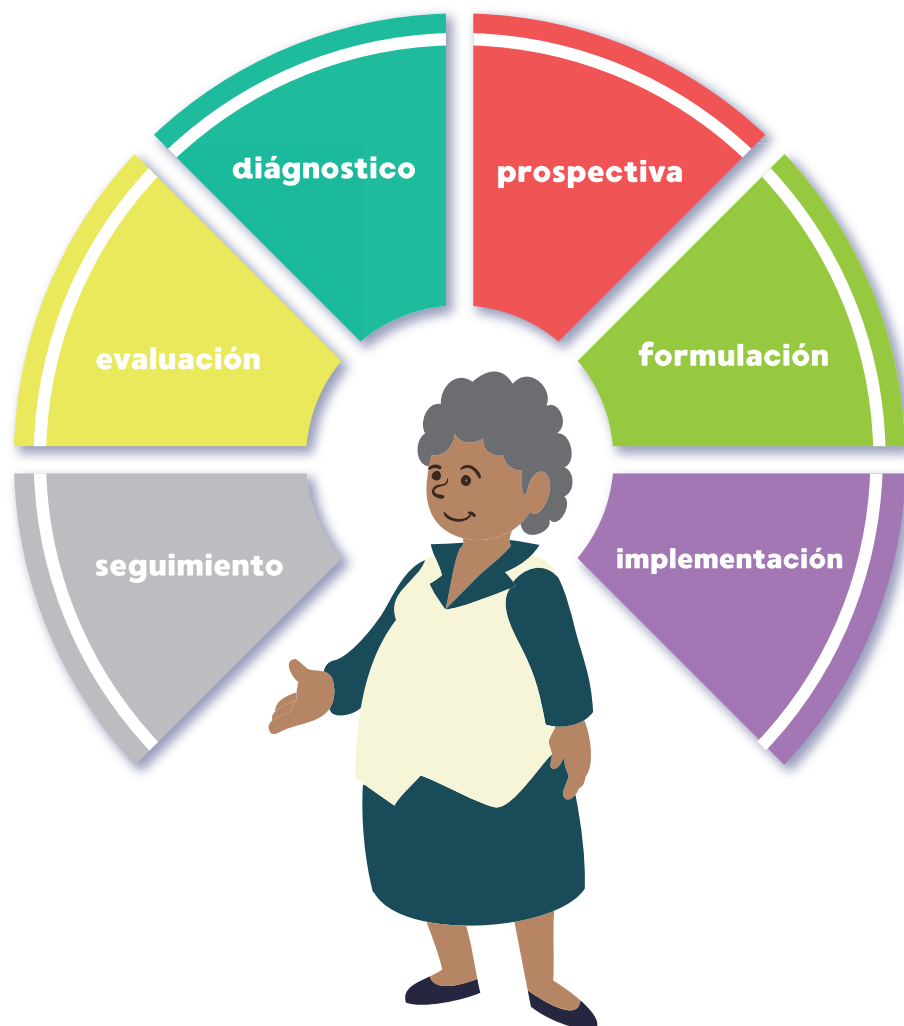 diágnostico
prospectiva
evaluación
formulación
seguimiento
implementación